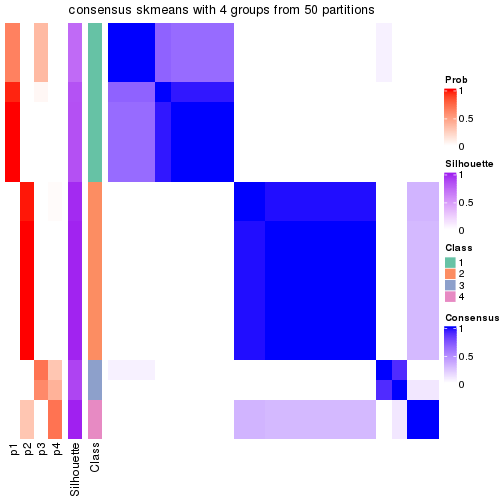 consensus skmeans with 4 groups from 50 partitions
Prob
1
0.5
0
Silhouette
1
0.5
0
Class
1
2
3
4
Consensus
1
0.5
0
p1
p2
p3
p4
Silhouette
Class